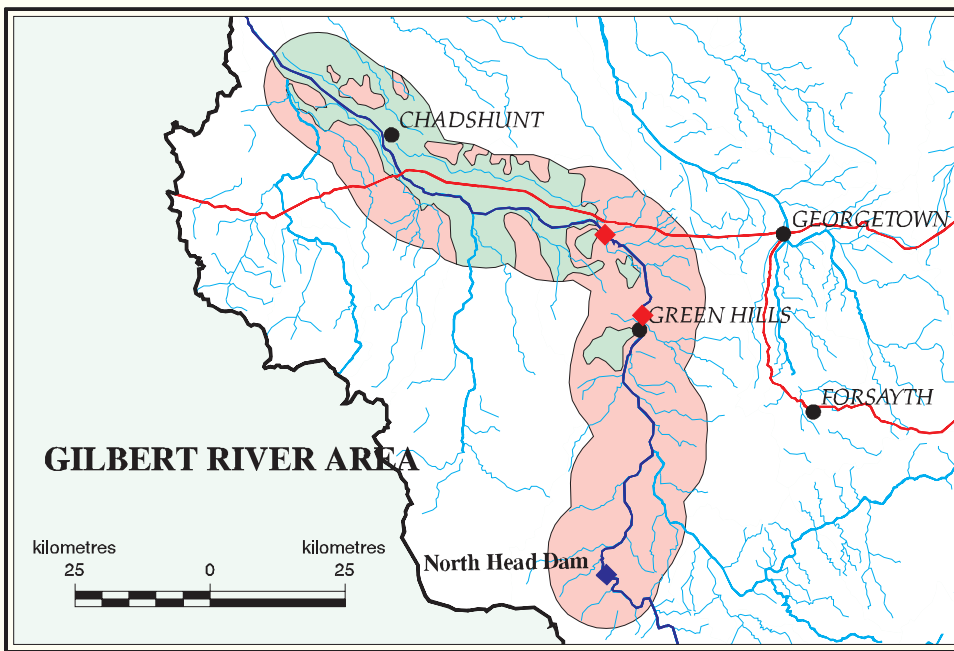 CHADSHUNT
GEORGETOWN
GREEN HILLS
FORSAYTH
GILBERT RIVER AREA
kilometres kilometres
25 0 25
North Head Dam